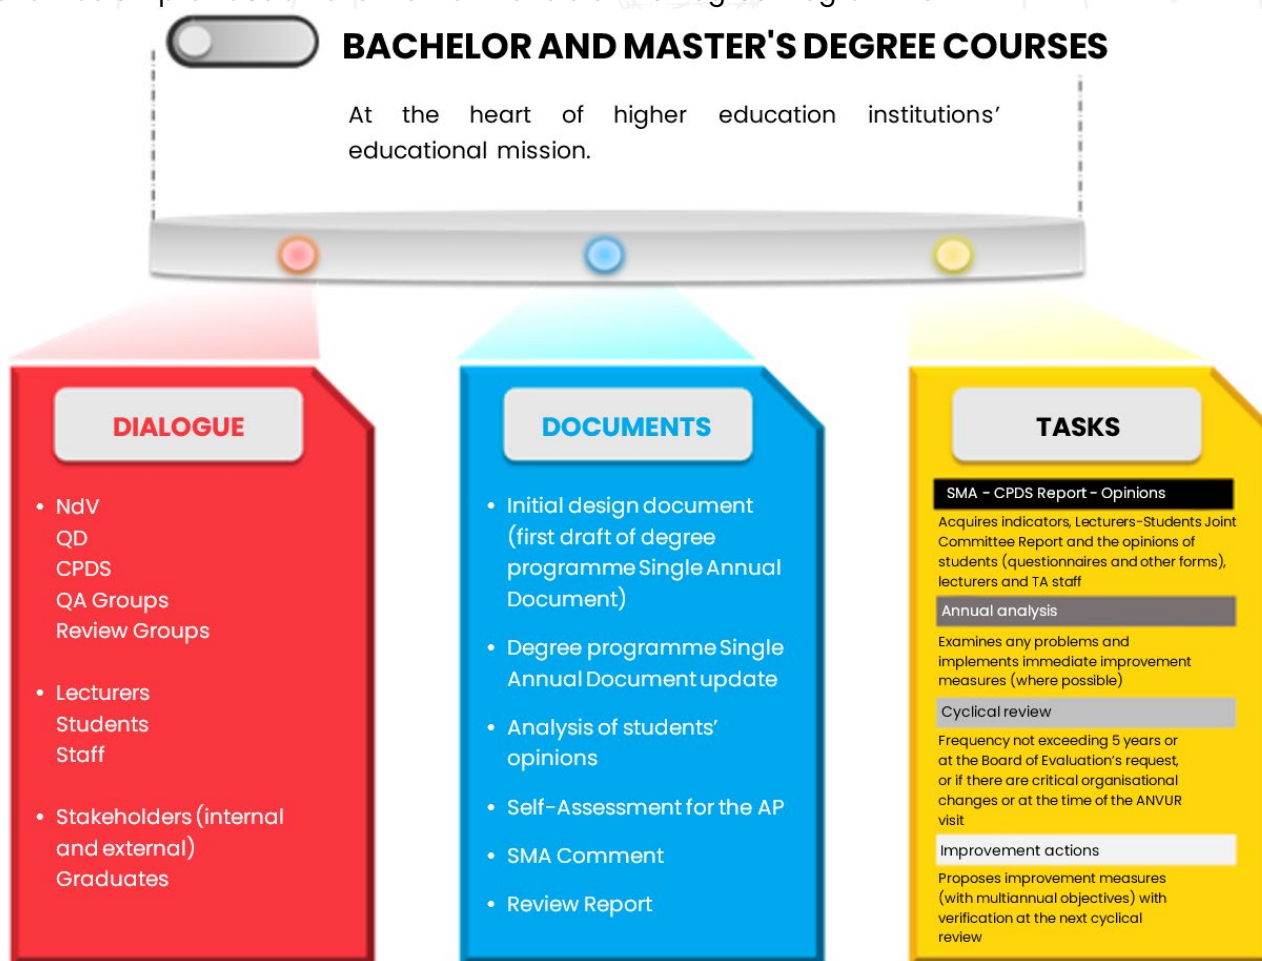 BACHELOR AND MASTER'S DEGREE COURSES
At the heart of higher education institutions'
educational mission.
DIALOGUE
• NdV
QD
CPDS
QA Groups
Review Groups
• Lecturers
Students
Staff
• Stakeholders (internal
and external)
Graduates
DOCUMENTS
• Initial design document
(first draft of degree
programme Single Annual
Document)
• Degree programme Single
Annual Document update
• Analysis of students'
opinions
• Self-Assessment for the AP
• SMA Comment
• Review Report
TASKS
SMA - CPDS Report - Opinions
Acquires indicators, Lecturers-Students Joint
Committee Report and the opinions of
students (questionnaires and other forms),
lecturers and TA staff
Annual analysis
Examines any problems and
implements immediate improvement
measures (where possible)
Cyclical review
Frequency not exceeding 5 years or
at the Board of Evaluation's request,
or if there are critical organisational
changes or at the time of the ANVUR
visit
Improvement actions
Proposes improvement measures
(with multiannual objectives) with
verification at the next cyclical
review